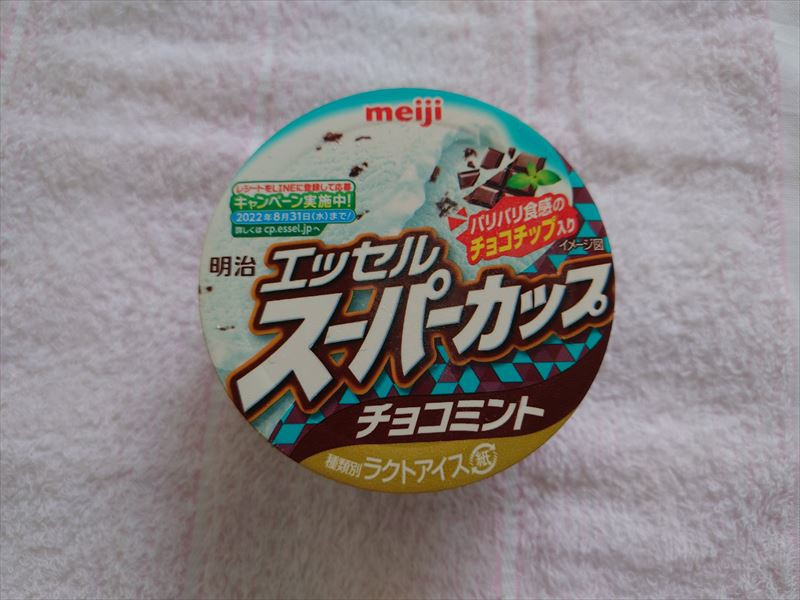 meiji
レシートをLINEに登録して応募
キャンペーン実施中!
2022年8月31日(水)まで!
詳しくは cp.essel.jp へ
パリパリ食感の
チョコチップ入り
イメージ図
明治
エッセル
スーパーカップ
チョコミント
種類別 ラクトアイス 紙